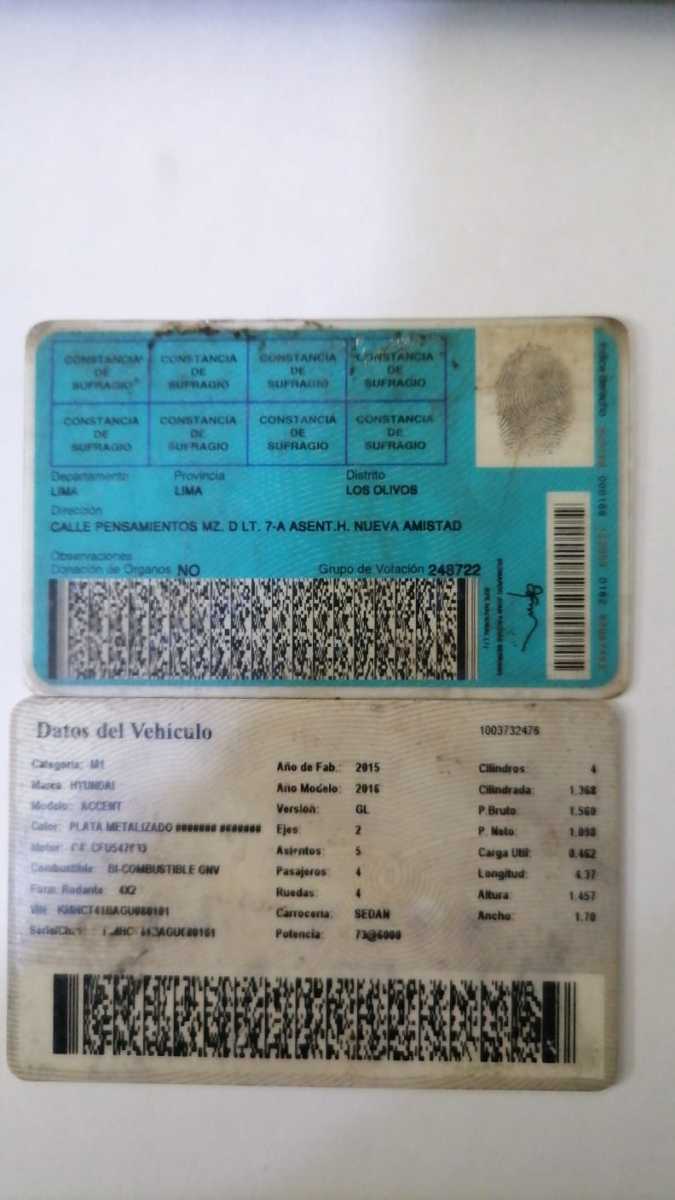 CONSTANCIA DE SUFRAGIO CONSTANCIA DE SUFRAGIO CONSTANCIA DE SUFRAGIO CONSTANCIA DE SUFRAGIO
CONSTANCIA DE SUFRAGIO CONSTANCIA DE SUFRAGIO CONSTANCIA DE SUFRAGIO CONSTANCIA DE SUFRAGIO
Departamento Provincia Distrito
LIMA LIMA LOS OLIVOS
Dirección
CALLE PENSAMIENTOS MZ. D LT. 7-A ASENT.H. NUEVA AMISTAD
Observaciones
Donación de Organos NO Grupo de Votación 248722
Datos del Vehículo 1003732476
Categoría: M1 Año de Fab.: 2015 Cilindros: 4
Marca: HYUNDAI Año Modelo: 2016 Cilindrada: 1.368
Modelo: ACCENT Versión: GL P.Bruto: 1.560
Color: PLATA METALIZADO ####### ####### Ejes: 2 P. Neto:
Motor: Asientos: 5 Carga Util: 0.462
Combustible: BI-COMBUSTIBLE GNV Pasajeros: 4 Longitud: 4.37
Form. Rodante: 4X2 Ruedas: 4 Altura: 1.457
VIN: Carrocería: SEDAN Ancho: 1.70
Potencia: 73@6000